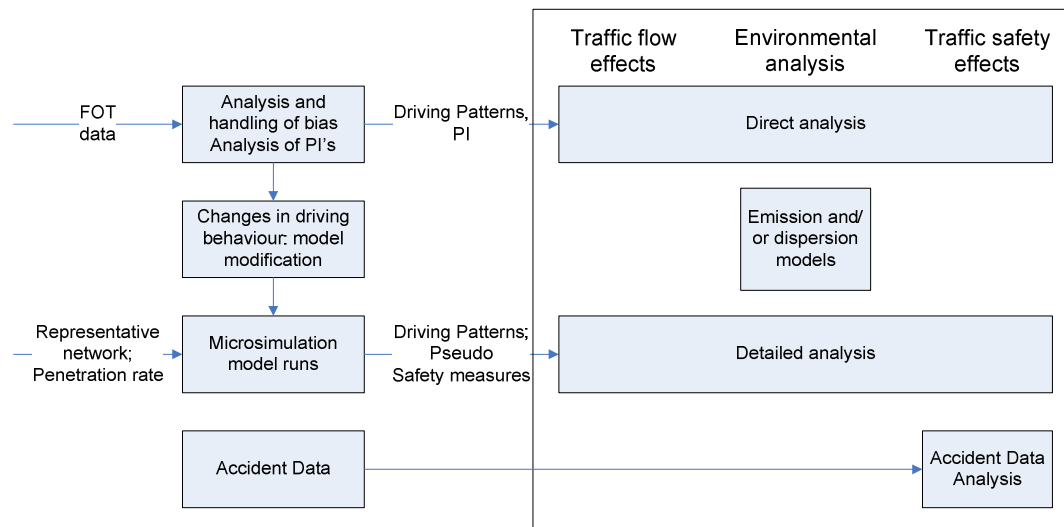 Traffic flow
effects
Environmental
analysis
Traffic safety
effects
FOT
data
Analysis and
handling of bias
Analysis of PI's
Driving Patterns,
PI
Direct analysis
Changes in driving
behaviour: model
modification
Emission and/
or dispersion
models
Representative
network;
Penetration rate
Microsimulation
model runs
Driving Patterns;
Pseudo
Safety measures
Detailed analysis
Accident Data
Accident Data
Analysis